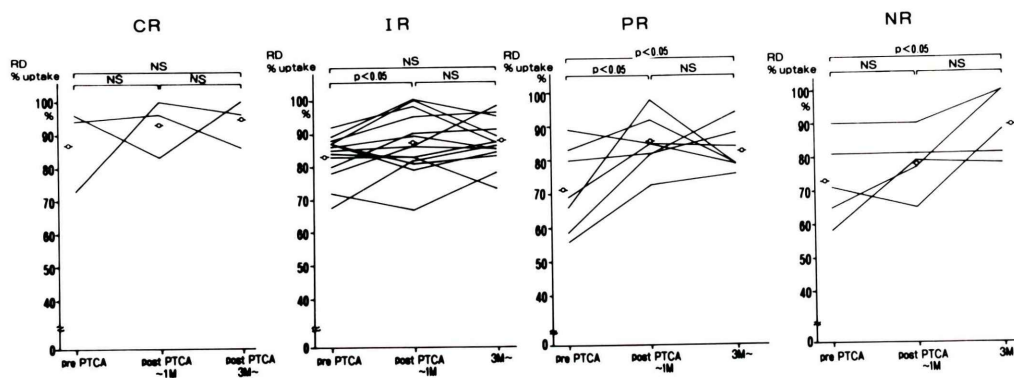 CR
RD
% uptake
NS
NS
NS
100
%
90
80
70
60
50
40
0
pre PTCA
post PTCA
~1M
post PTCA
3M~
IR
RD
% uptake
NS
p<0.05
NS
100
%
90
80
70
60
50
40
0
pre PTCA
post PTCA
~1M
3M~
PR
RD
% uptake
p<0.05
p<0.05
NS
%
100
90
80
70
60
50
40
0
pre PTCA
post PTCA
~1M
3M~
NR
RD
% uptake
p<0.05
NS
NS
%
100
90
80
70
60
50
40
0
pre PTCA
post PTCA
~1M
3M